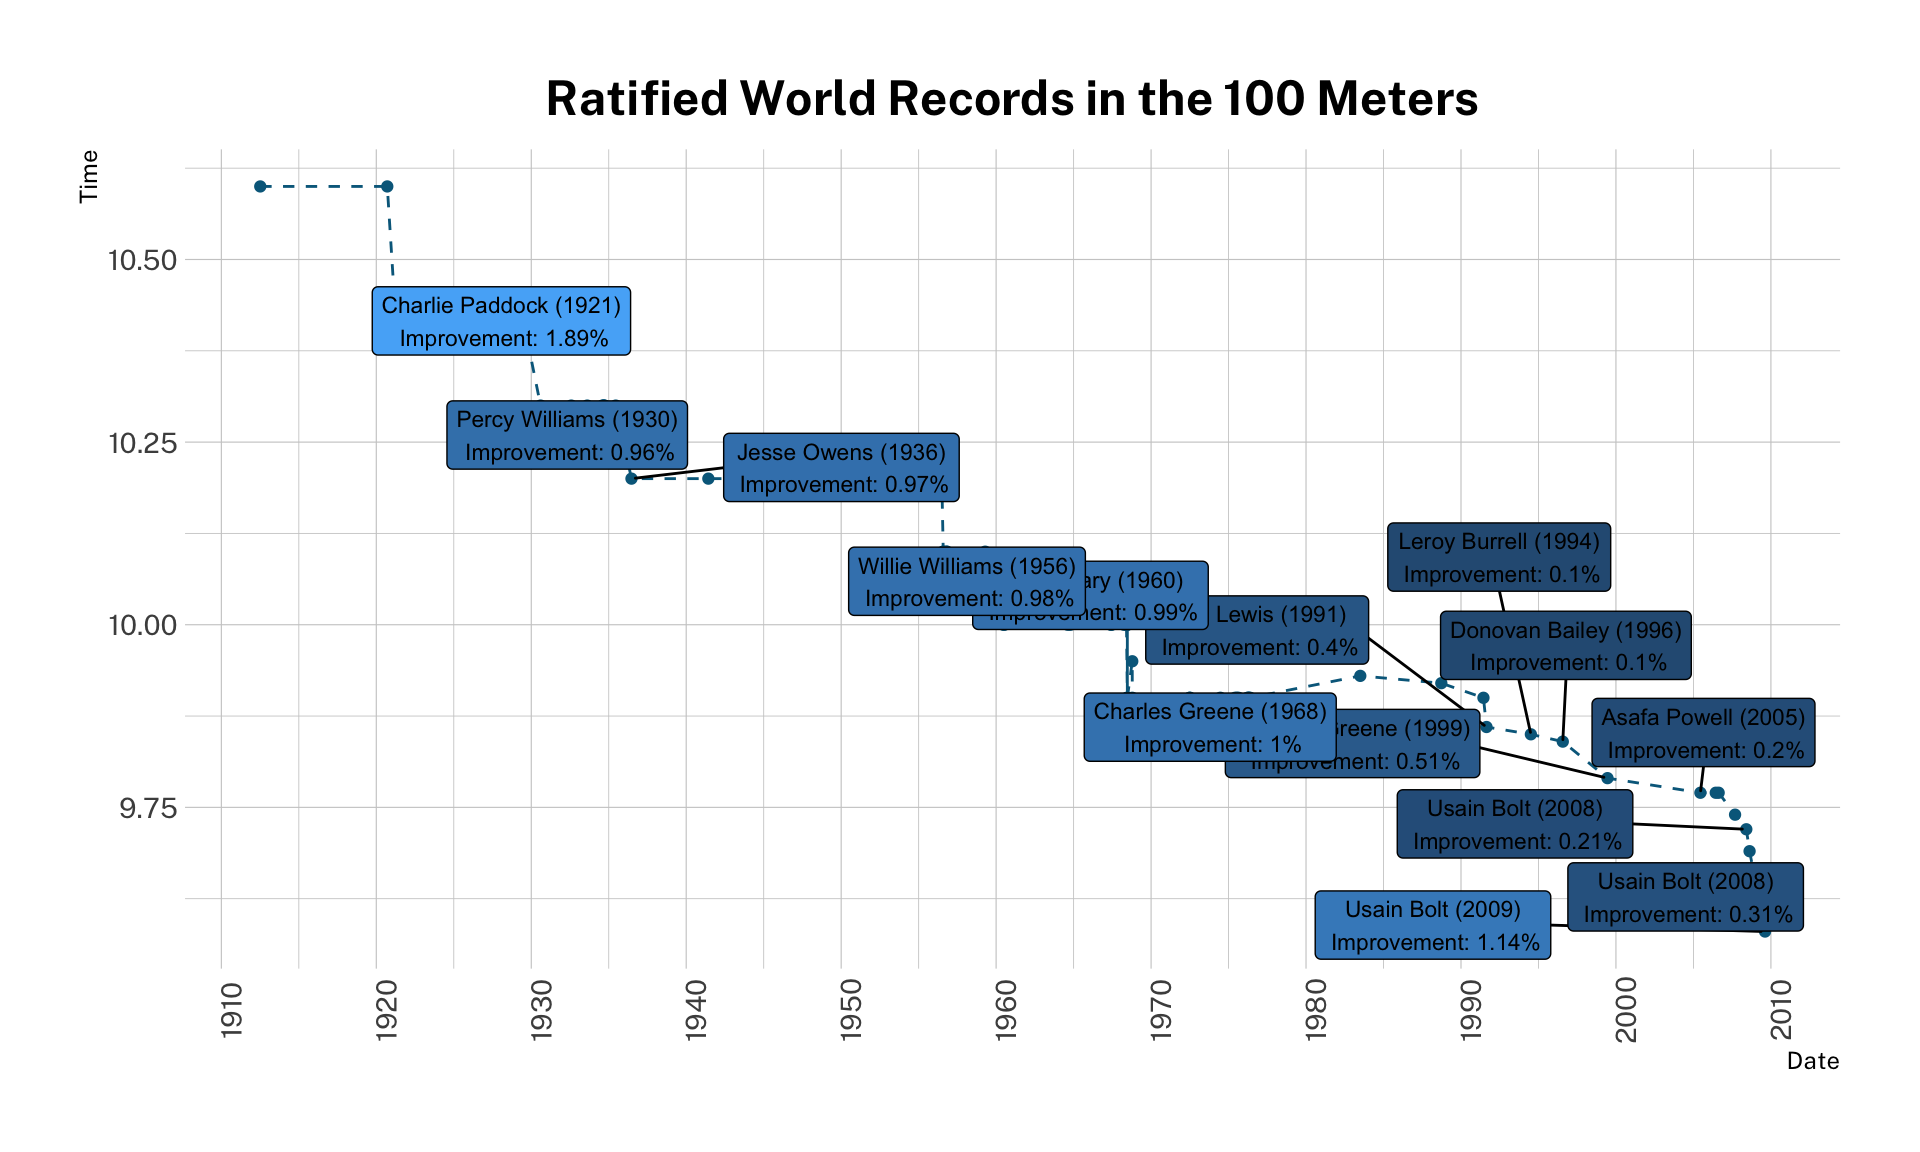 Ratified World Records in the 100 Meters
Time
10.50
10.25
10.00
9.75
Charlie Paddock (1921)
Improvement: 1.89%
Percy Williams (1930)
Improvement: 0.96%
Jesse Owens (1936)
Improvement: 0.97%
Willie Williams (1956)
Improvement: 0.98%
(1960)
0.99%
Lewis (1991)
Improvement: 0.4%
Leroy Burrell (1994)
Improvement: 0.1%
Donovan Bailey (1996)
Improvement: 0.1%
Charles Greene (1968)
Improvement: 1%
Greene (1999)
Improvement: 0.51%
Asafa Powell (2005)
Improvement: 0.2%
Usain Bolt (2008)
Improvement: 0.21%
Usain Bolt (2008)
Improvement: 0.31%
Usain Bolt (2009)
Improvement: 1.14%
1910
1920
1930
1940
1950
1960
1970
1980
1990
2000
2010
Date